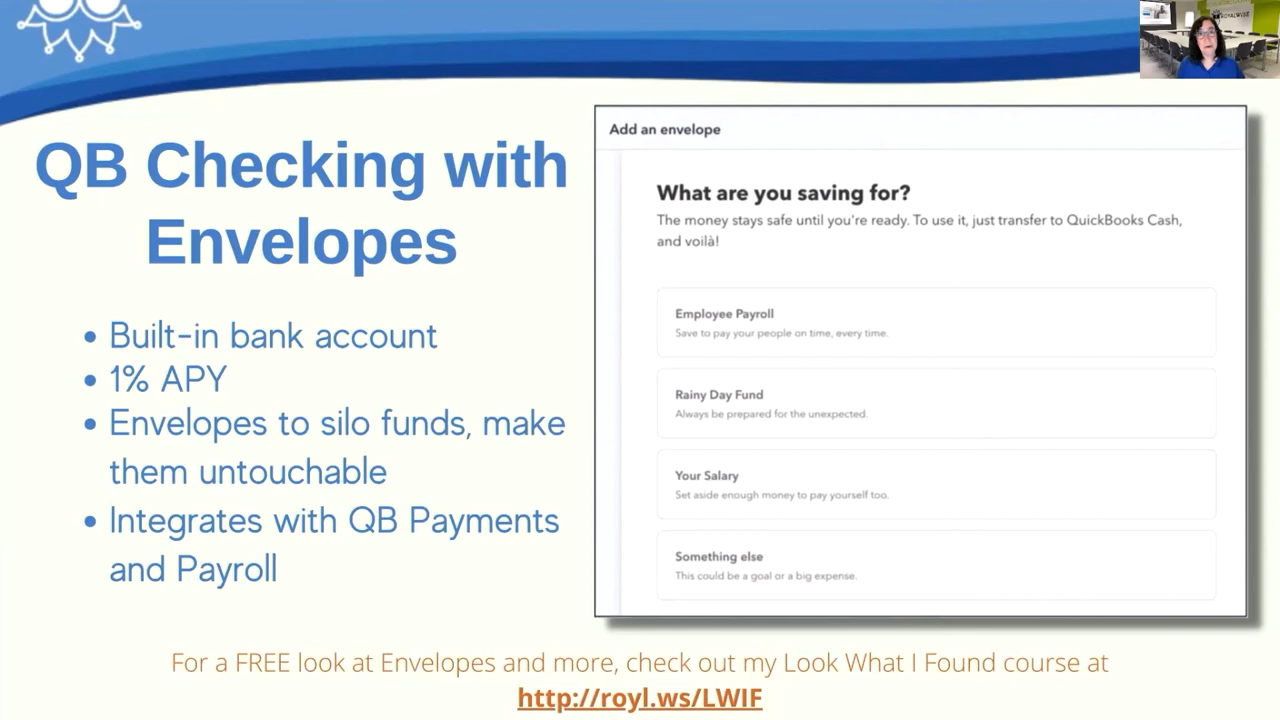 ROYALWISE
QB Checking with
Envelopes
• Built-in bank account
• 1% APY
• Envelopes to silo funds, make
them untouchable
• Integrates with QB Payments
and Payroll
Add an envelope
What are you saving for?
The money stays safe until you're ready. To use it, just transfer to QuickBooks Cash,
and voilà!
Employee Payroll
Save to pay your people on time, every time.
Rainy Day Fund
Always be prepared for the unexpected.
Your Salary
Set aside enough money to pay yourself too.
Something else
This could be a goal or a big expense.
For a FREE look at Envelopes and more, check out my Look What I Found course at
http://royl.ws/LWIF